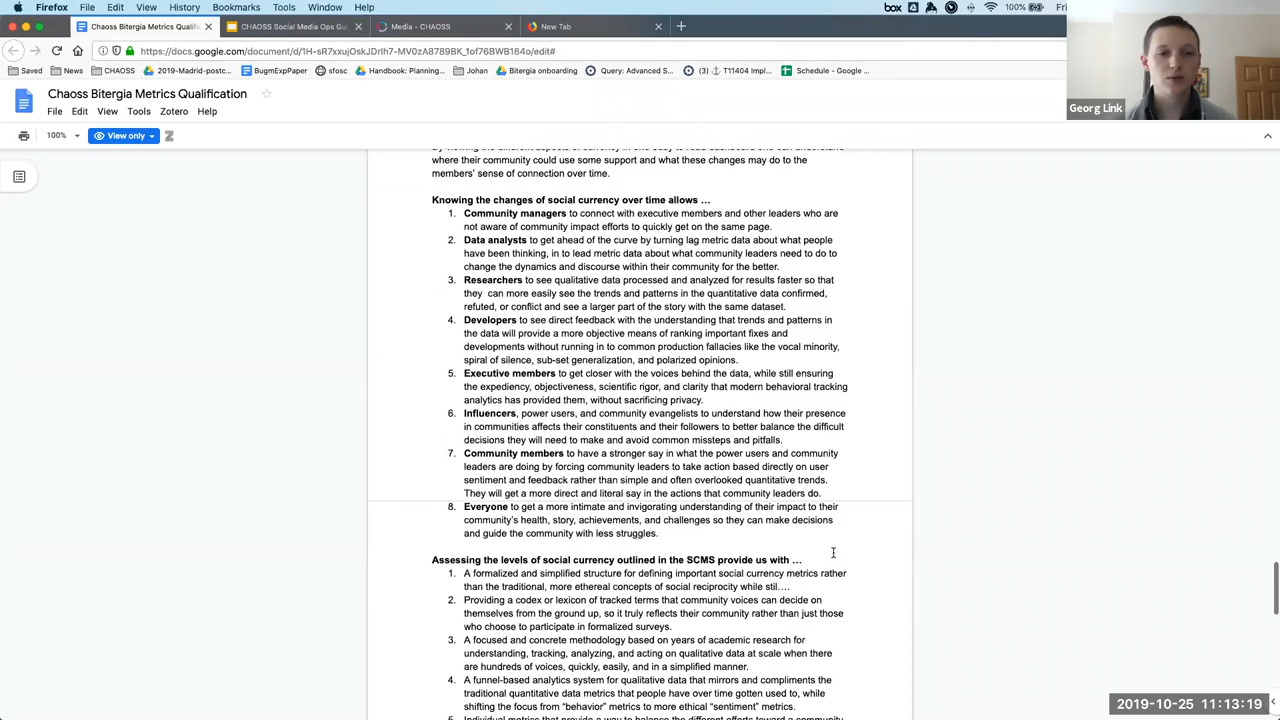 Firefox File Edit View History Bookmarks Tools Window Help box 100% Fri
Chaoss Bitergia Metrics Qualifi CHAOSS Social Media Ops Gu Media - CHAOSS New Tab
https://docs.google.com/document/d/1H-sR7xxujOskJDrIh7-MV0zA8789BK_1of76BWB184o/edit#
Saved News CHAOSS 2019-Madrid-postc... BugmExpPaper sfosc Handbook: Planning... Johan Bitergia onboarding Query: Advanced S... (3) T11404 Impl... Schedule - Google ...
Georg Link
Chaoss Bitergia Metrics Qualification
File Edit View Tools Zotero Help
100% View only Z
where their community could use some support and what these changes may do to the
members' sense of connection over time.
Knowing the changes of social currency over time allows …
1. Community managers to connect with executive members and other leaders who are
not aware of community impact efforts to quickly get on the same page.
2. Data analysts to get ahead of the curve by turning lag metric data about what people
have been thinking, in to lead metric data about what community leaders need to do to
change the dynamics and discourse within their community for the better.
3. Researchers to see qualitative data processed and analyzed for results faster so that
they can more easily see the trends and patterns in the quantitative data confirmed,
refuted, or conflict and see a larger part of the story with the same dataset.
4. Developers to see direct feedback with the understanding that trends and patterns in
the data will provide a more objective means of ranking important fixes and
developments without running in to common production fallacies like the vocal minority,
spiral of silence, sub-set generalization, and polarized opinions.
5. Executive members to get closer with the voices behind the data, while still ensuring
the expediency, objectiveness, scientific rigor, and clarity that modern behavioral tracking
analytics has provided them, without sacrificing privacy.
6. Influencers, power users, and community evangelists to understand how their presence
in communities affects their constituents and their followers to better balance the difficult
decisions they will need to make and avoid common missteps and pitfalls.
7. Community members to have a stronger say in what the power users and community
leaders are doing by forcing community leaders to take action based directly on user
sentiment and feedback rather than simple and often overlooked quantitative trends.
They will get a more direct and literal say in the actions that community leaders do.
8. Everyone to get a more intimate and invigorating understanding of their impact to their
community's health, story, achievements, and challenges so they can make decisions
and guide the community with less struggles.
Assessing the levels of social currency outlined in the SCMS provide us with …
1. A formalized and simplified structure for defining important social currency metrics rather
than the traditional, more ethereal concepts of social reciprocity while stil….
2. Providing a codex or lexicon of tracked terms that community voices can decide on
themselves from the ground up, so it truly reflects their community rather than just those
who choose to participate in formalized surveys.
3. A focused and concrete methodology based on years of academic research for
understanding, tracking, analyzing, and acting on qualitative data at scale when there
are hundreds of voices, quickly, easily, and in a simplified manner.
4. A funnel-based analytics system for qualitative data that mirrors and compliments the
traditional quantitative data metrics that people have over time gotten used to, while
shifting the focus from “behavior” metrics to more ethical “sentiment” metrics.
2019-10-25 11:13:19